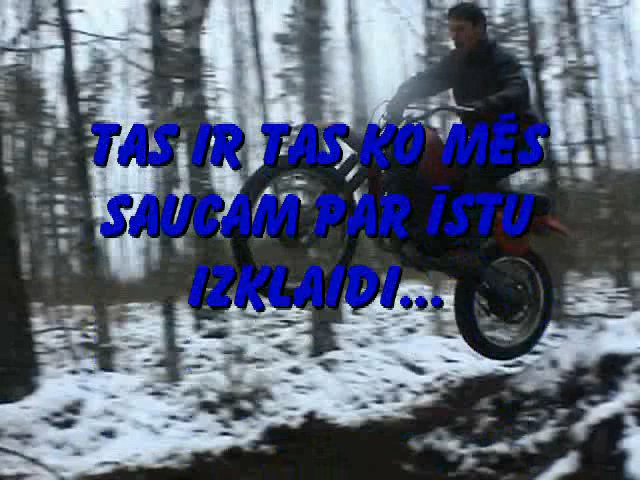 TAS IR TAS KO MĒS
SAUCAM PAR ĪSTU
IZKLAIDI...